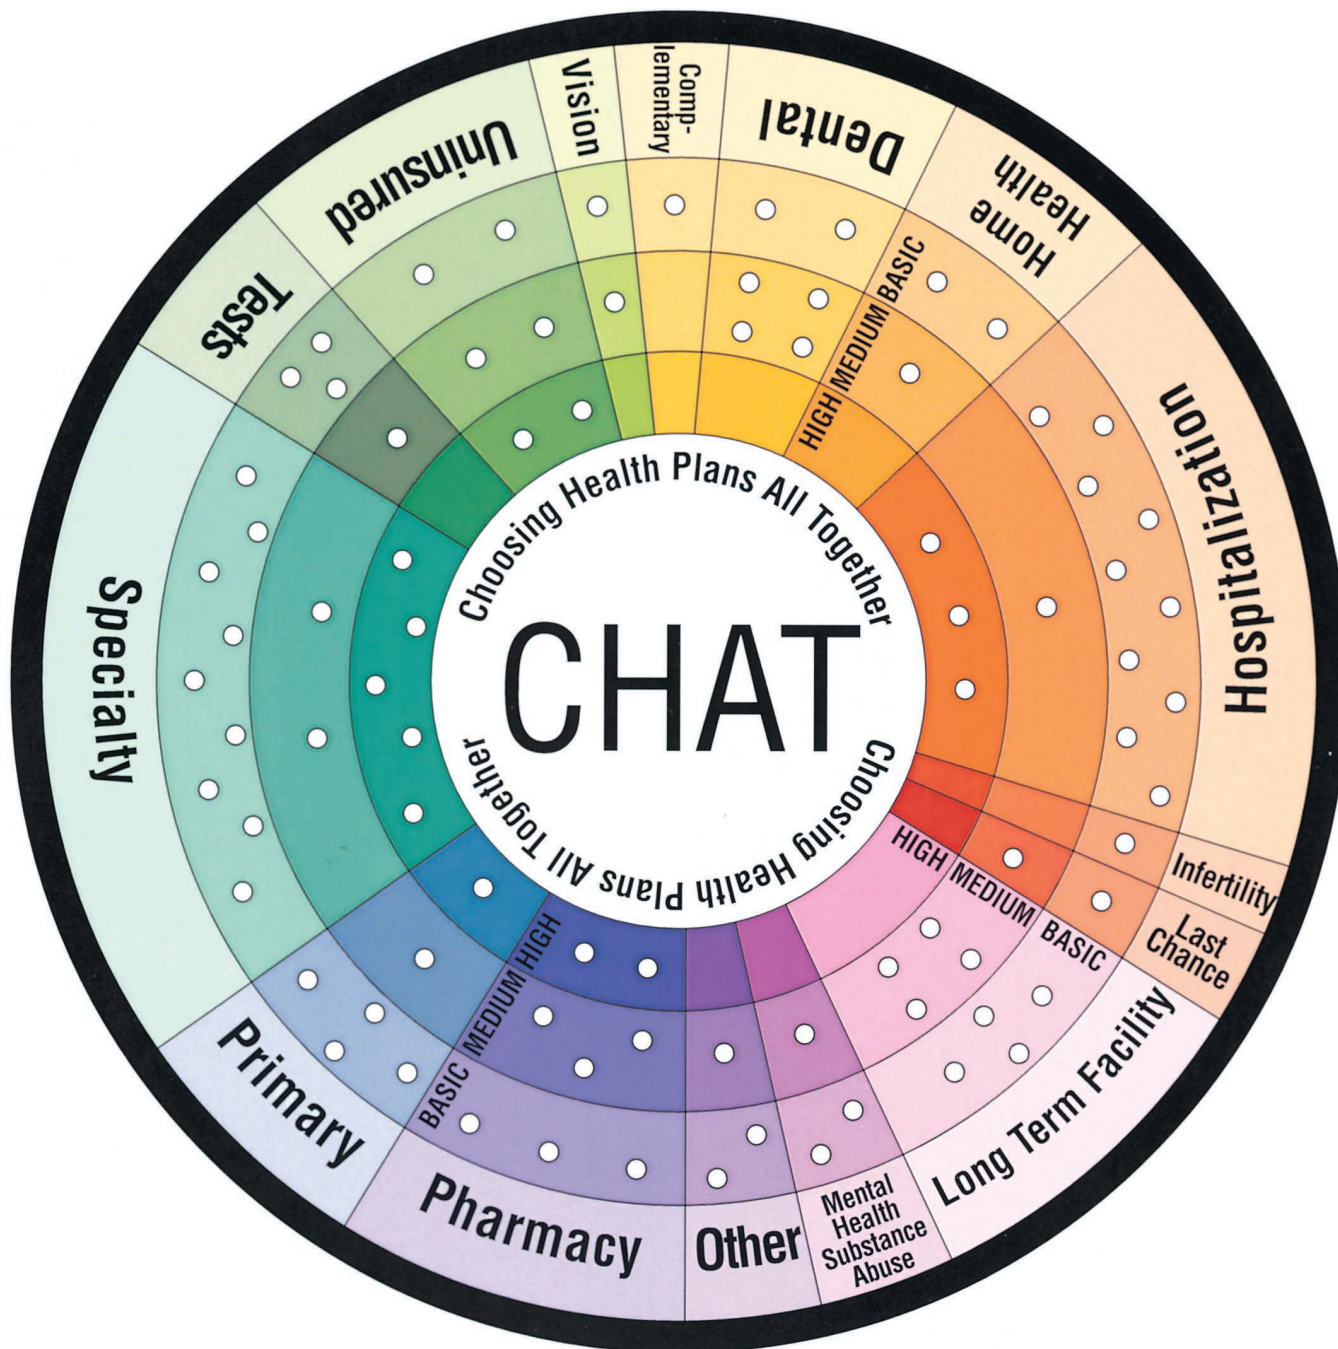 Vision
Comp-
lementary
Dental
Home
Health
Hospitalization
Infertility
Last
Chance
Long Term Facility
Mental
Health
Substance
Abuse
Other
Pharmacy
Primary
Specialty
Tests
Uninsured
BASIC
MEDIUM
HIGH
HIGH
MEDIUM
BASIC
HIGH
MEDIUM
BASIC
Choosing Health Plans All Together
CHAT
Choosing Health Plans All Together